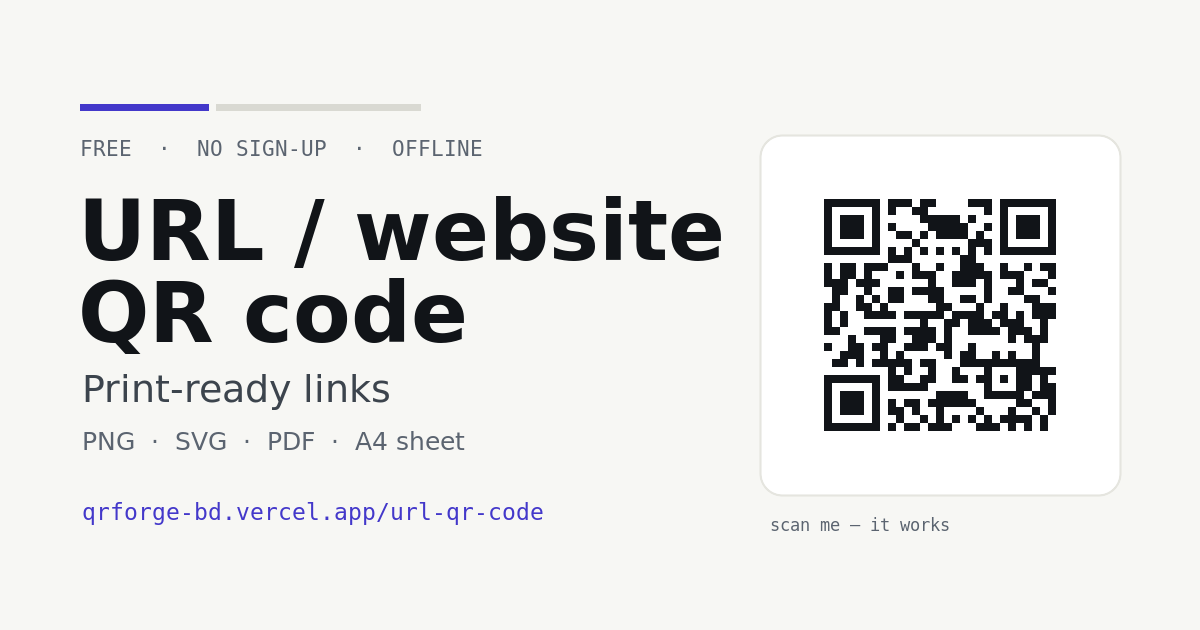 FREE · NO SIGN-UP · OFFLINE
URL / website
QR code
Print-ready links
PNG · SVG · PDF · A4 sheet
qrforge-bd.vercel.app/url-qr-code
scan me — it works